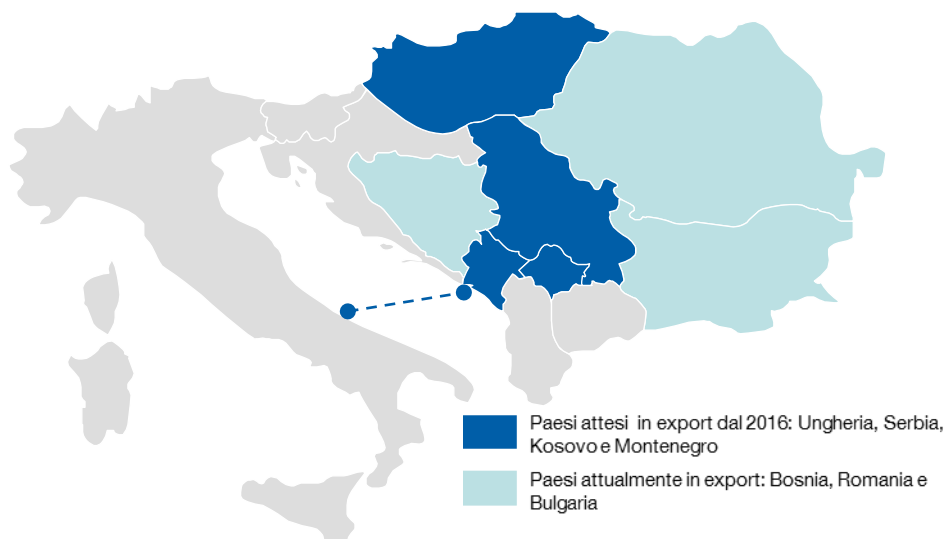 Paesi attesi in export dal 2016: Ungheria, Serbia,
Kosovo e Montenegro
Paesi attualmente in export: Bosnia, Romania e
Bulgaria